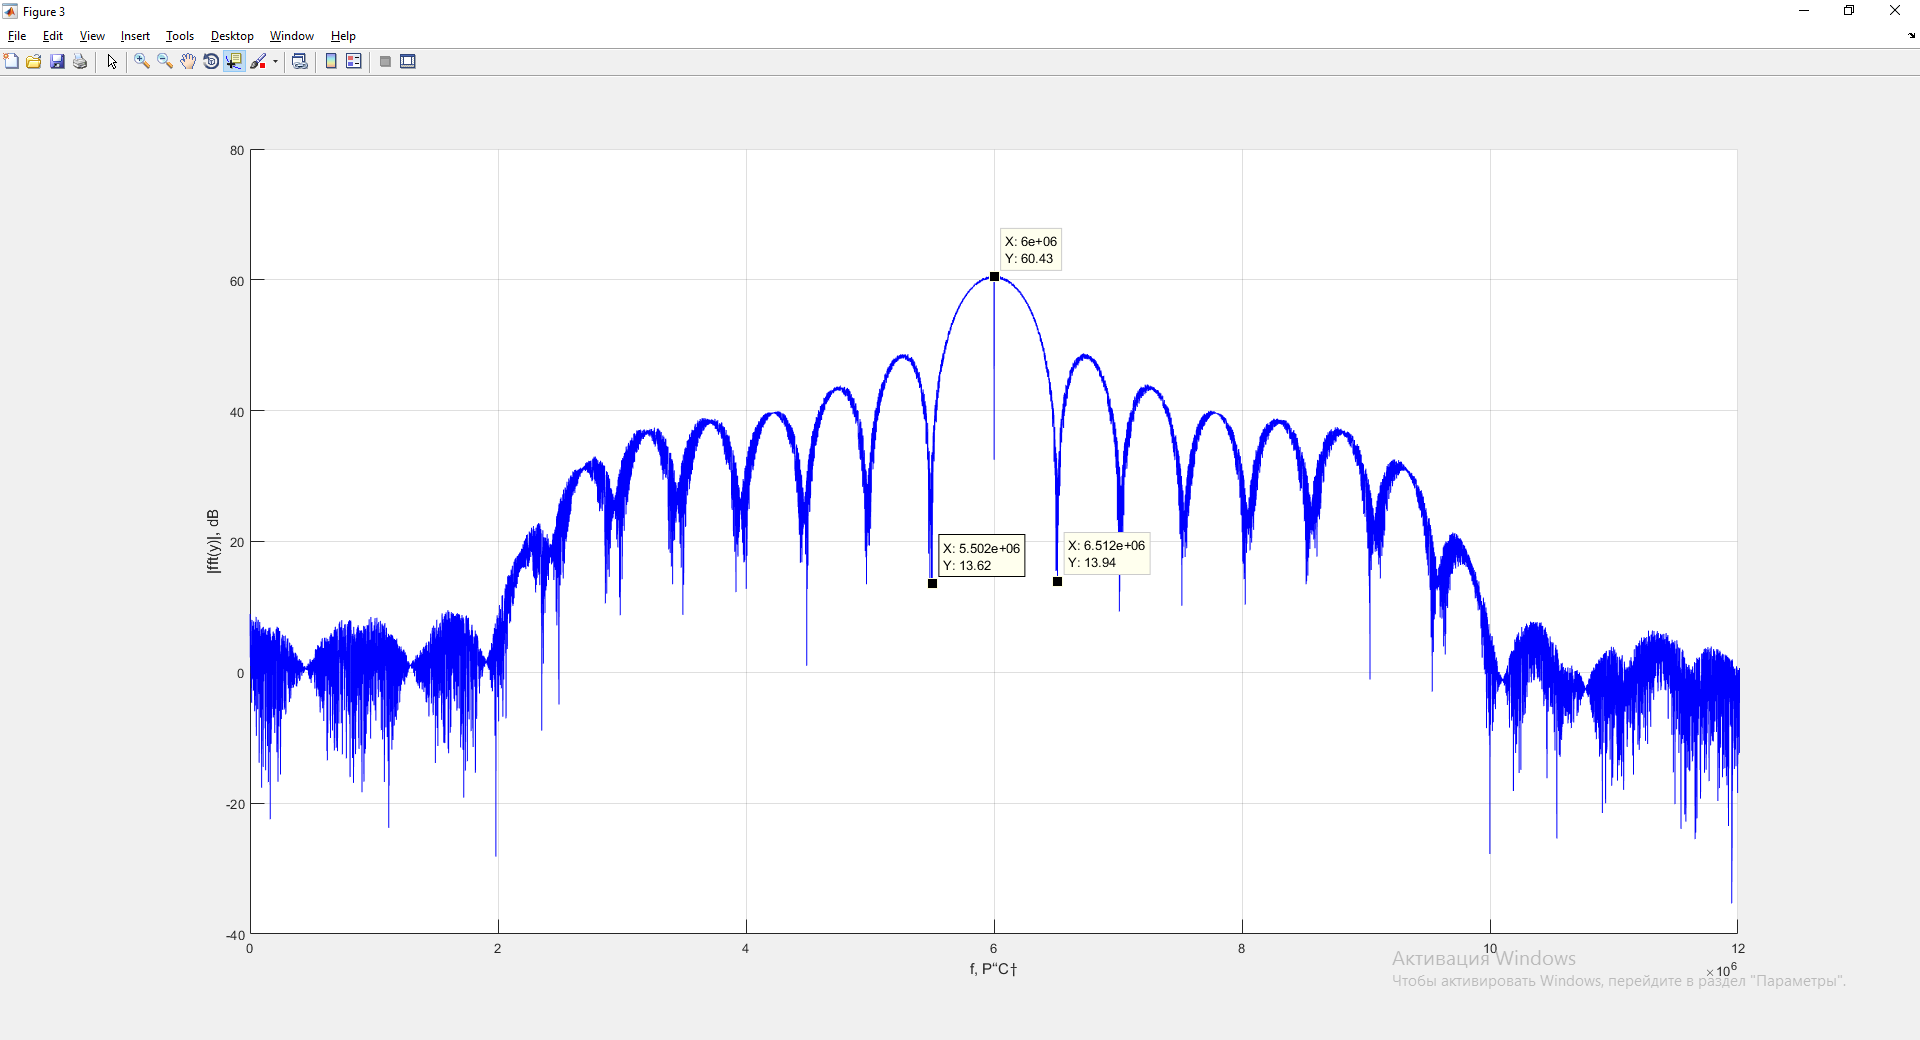 Figure 3
File Edit View Insert Tools Desktop Window Help
80
X: 6e+06
Y: 60.43
60
40
20
X: 5.502e+06
Y: 13.62
X: 6.512e+06
Y: 13.94
|fft(y)|, dB
0
-20
-40
0 2 4 6 8 10 12
×10^6
f, Р“С†
Активация Windows
Чтобы активировать Windows, перейдите в раздел "Параметры".